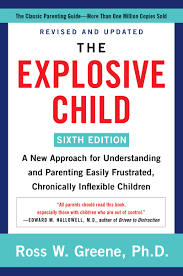 The Classic Parenting Guide—More Than One Million Copies Sold
REVISED AND UPDATED
THE
EXPLOSIVE
CHILD
SIXTH EDITION
A New Approach for Understanding
and Parenting Easily Frustrated,
Chronically Inflexible Children
"All parents should read this book,
especially those with children who are out of control."
—EDWARD M. HALLOWELL, M.D., author of Driven to Distraction
Ross W. Greene, Ph.D.